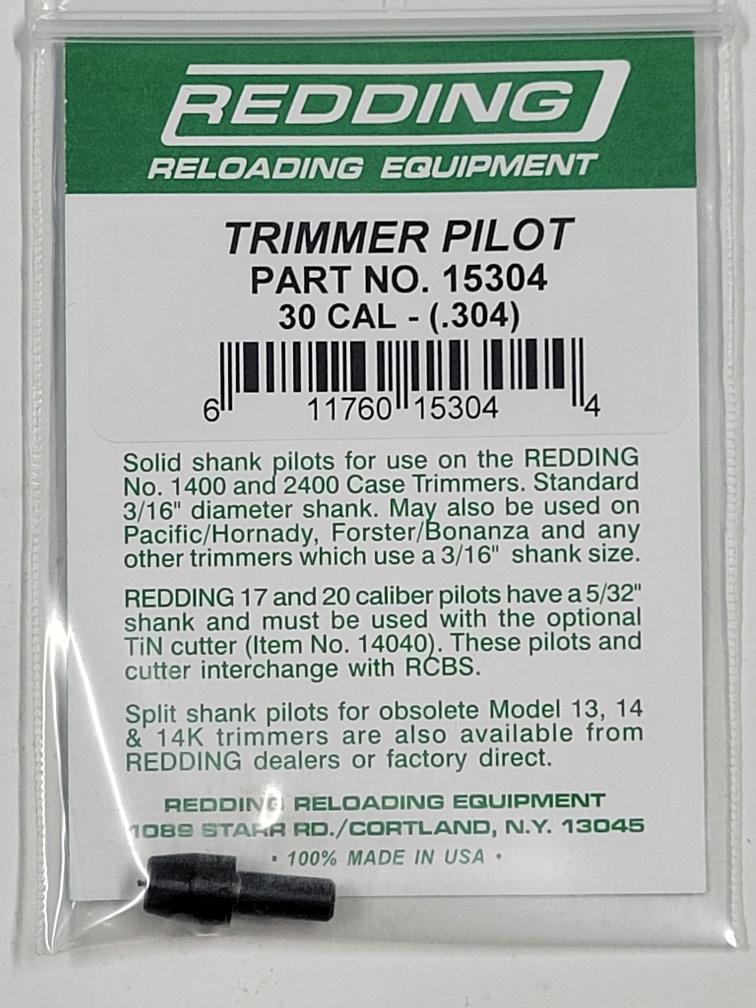 REDDING
RELOADING EQUIPMENT
TRIMMER PILOT
PART NO. 15304
30 CAL - (.304)
6 11760 15304 4
Solid shank pilots for use on the REDDING
No. 1400 and 2400 Case Trimmers. Standard
3/16" diameter shank. May also be used on
Pacific/Hornady, Forster/Bonanza and any
other trimmers which use a 3/16" shank size.
REDDING 17 and 20 caliber pilots have a 5/32"
shank and must be used with the optional
TiN cutter (Item No. 14040). These pilots and
cutter interchange with RCBS.
Split shank pilots for obsolete Model 13, 14
& 14K trimmers are also available from
REDDING dealers or factory direct.
REDDING RELOADING EQUIPMENT
1089 STARR RD./CORTLAND, N.Y. 13045
• 100% MADE IN USA •